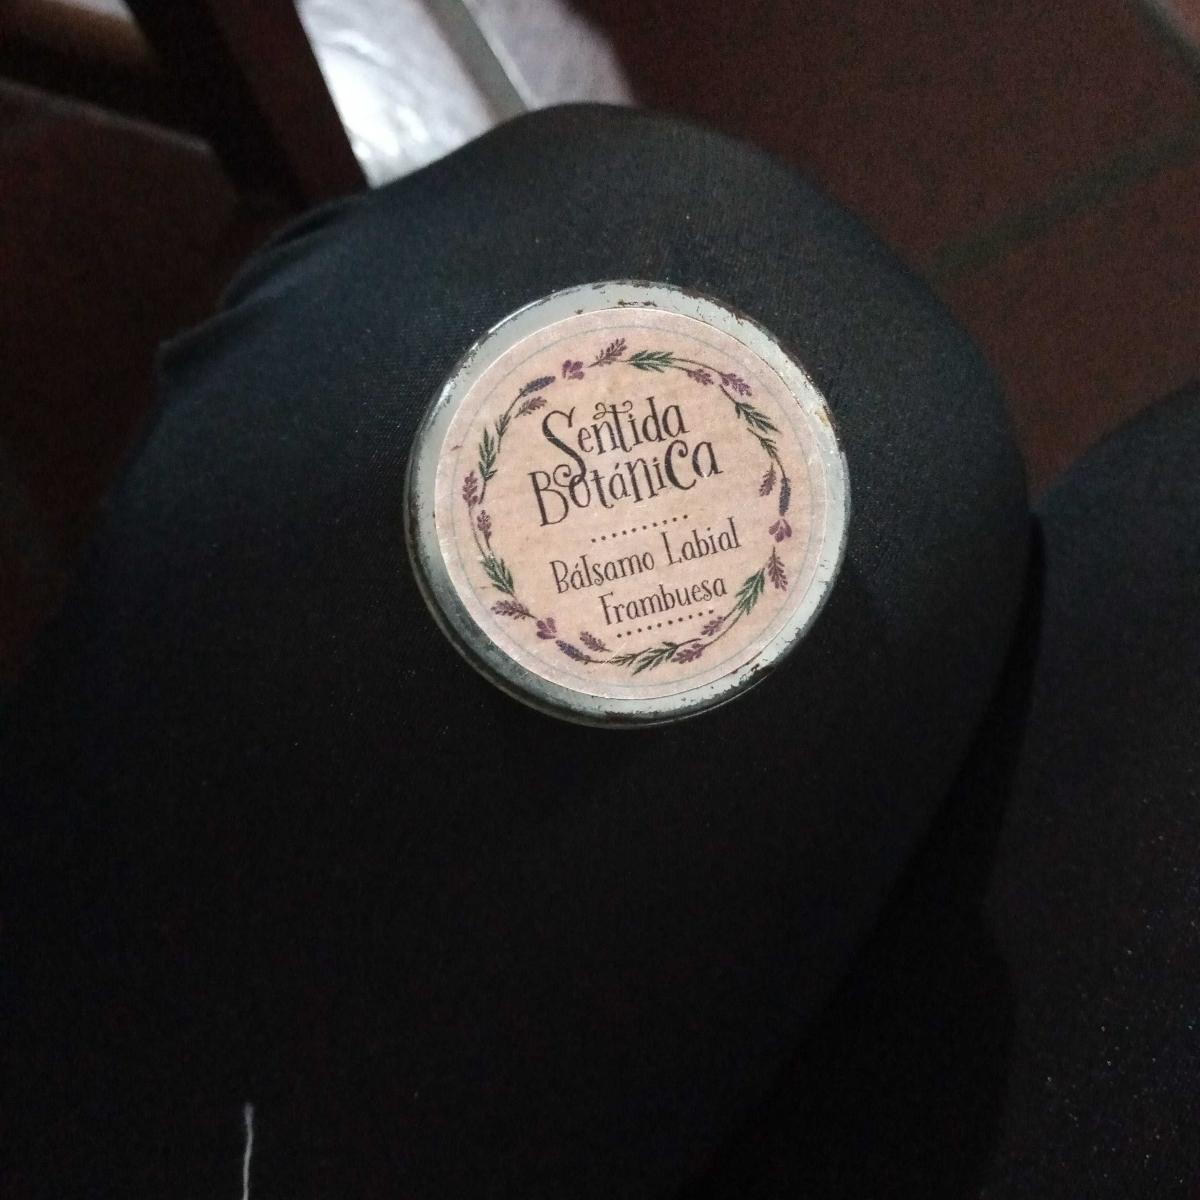 Sentida
Botánica
Bálsamo Labial
Frambuesa